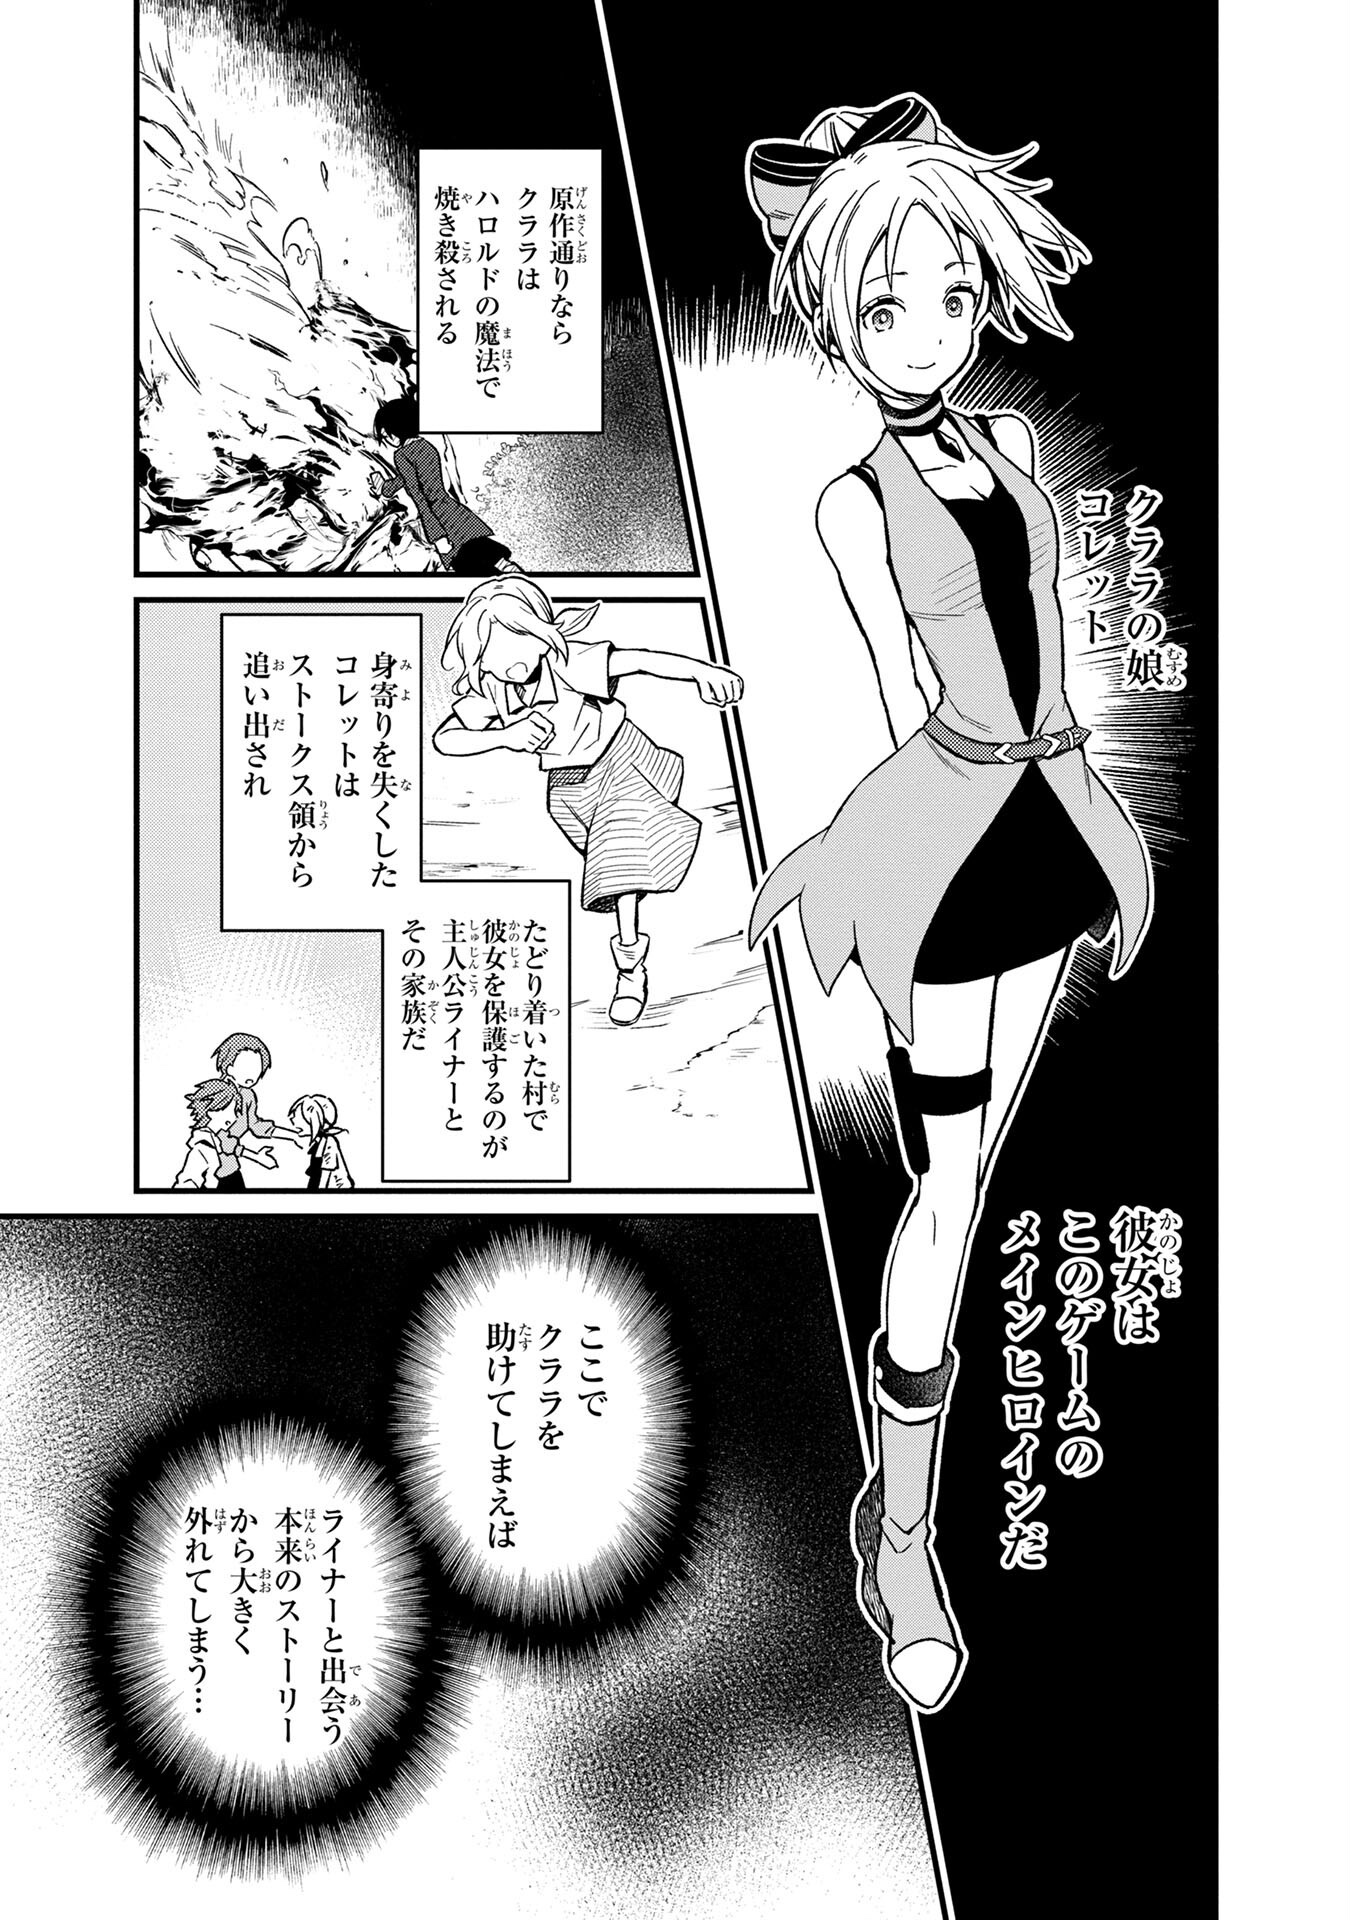 クララの娘
コレット
彼女は
このゲームの
メインヒロインだ
原作通りなら
クララは
ハロルドの魔法で
焼き殺される
身寄りを失くした
コレットは
ストークス領から
追い出され
たどり着いた村で
彼女を保護するのが
主人公ライナーと
その家族だ
ここで
クララを
助けてしまえば
ライナーと出会う
本来のストーリー
から大きく
外れてしまう…